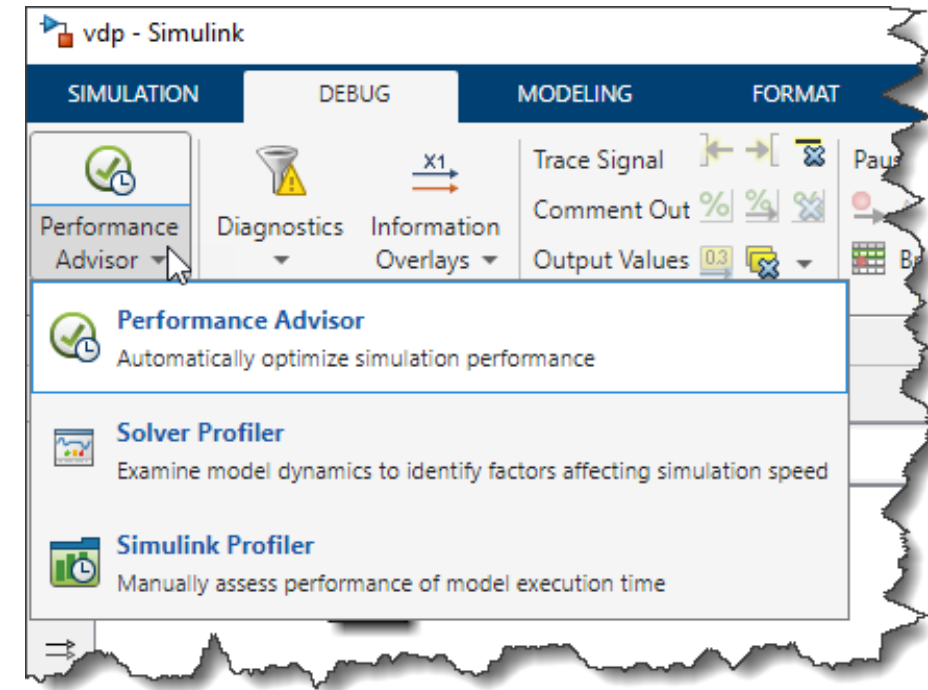 vdp - Simulink
SIMULATION DEBUG MODELING FORMAT
Performance
Advisor
Diagnostics
Information
Overlays
X1
Trace Signal
Comment Out
Output Values
0.3
Performance Advisor
Automatically optimize simulation performance
Solver Profiler
Examine model dynamics to identify factors affecting simulation speed
Simulink Profiler
Manually assess performance of model execution time